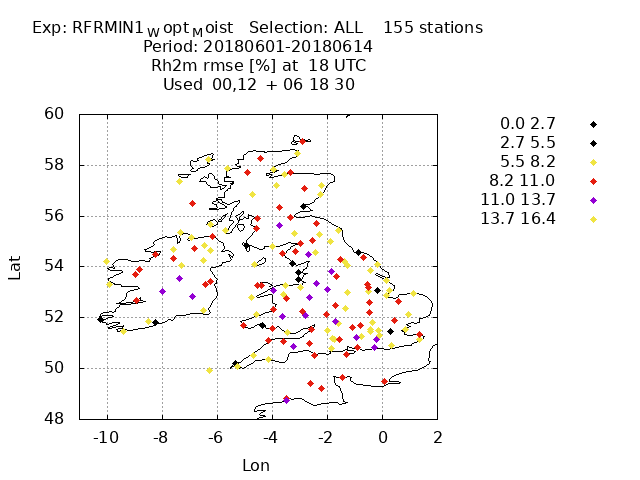 Exp: RFRMIN1WoptMoist Selection: ALL 155 stations
Period: 20180601-20180614
Rh2m rmse [%] at 18 UTC
Used 00,12 + 06 18 30
0.0 2.7
2.7 5.5
5.5 8.2
8.2 11.0
11.0 13.7
13.7 16.4
60
58
56
54
52
50
48
Lat
-10 -8 -6 -4 -2 0 2
Lon